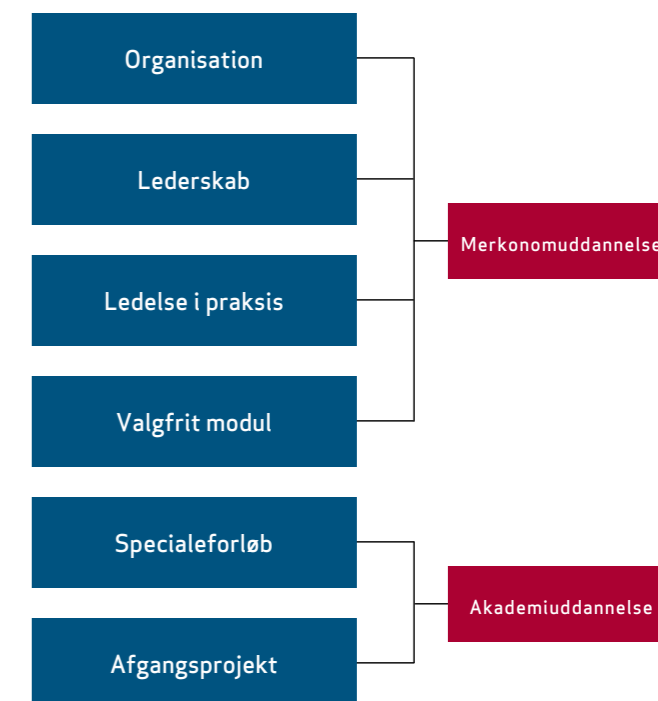 Organisation
Lederskab
Merkonomuddannelse
Ledelse i praksis
Valgfrit modul
Specialeforløb
Akademiuddannelse
Afgangsprojekt